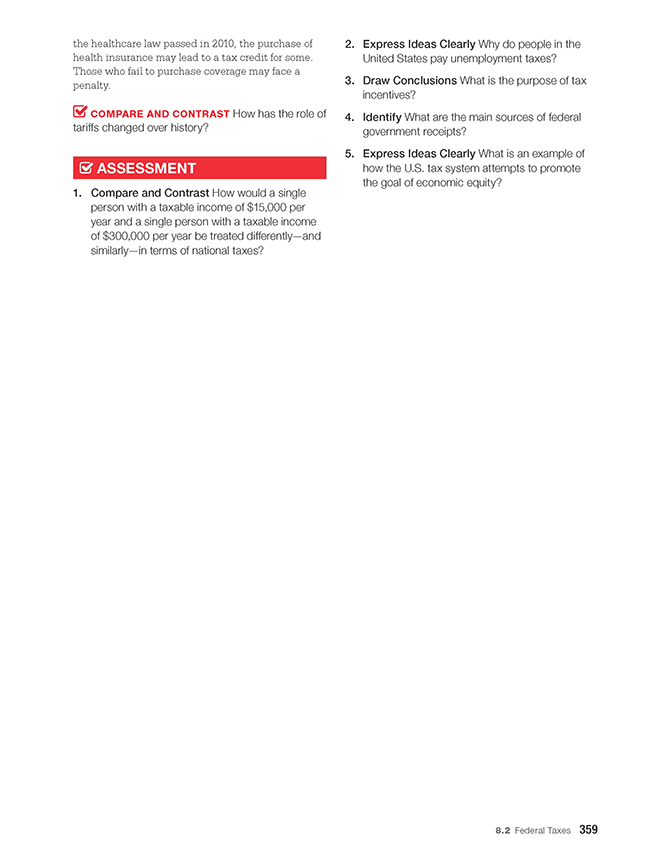 the healthcare law passed in 2010, the purchase of
health insurance may lead to a tax credit for some.
Those who fail to purchase coverage may face a
penalty.
COMPARE AND CONTRAST How has the role of
tariffs changed over history?
ASSESSMENT
1. Compare and Contrast How would a single
person with a taxable income of $15,000 per
year and a single person with a taxable income
of $300,000 per year be treated differently—and
similarly—in terms of national taxes?
2. Express Ideas Clearly Why do people in the
United States pay unemployment taxes?
3. Draw Conclusions What is the purpose of tax
incentives?
4. Identify What are the main sources of federal
government receipts?
5. Express Ideas Clearly What is an example of
how the U.S. tax system attempts to promote
the goal of economic equity?
8.2 Federal Taxes 359